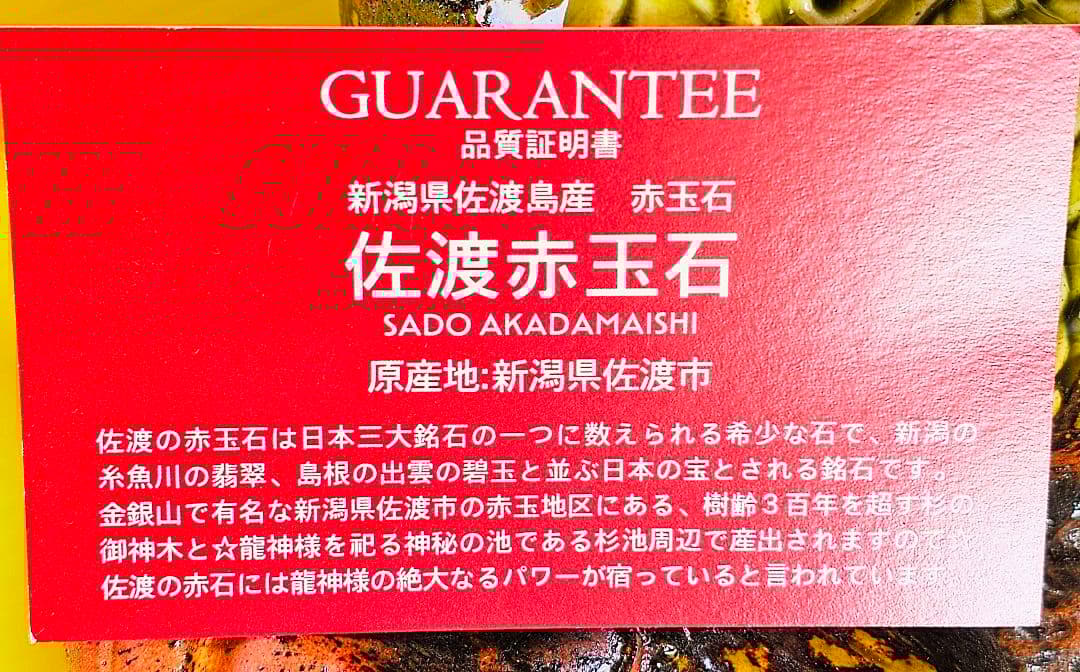 GUARANTEE
品質証明書
新潟県佐渡島産　赤玉石
佐渡赤玉石
SADO AKADAMAISHI
原産地:新潟県佐渡市
佐渡の赤玉石は日本三大銘石の一つに数えられる希少な石で、新潟の
糸魚川の翡翠、島根の出雲の碧玉と並ぶ日本の宝とされる銘石です。
金銀山で有名な新潟県佐渡市の赤玉地区にある、樹齢３百年を超す杉の
御神木と☆龍神様を祀る神秘の池である杉池周辺で産出されますので
佐渡の赤石には龍神様の絶大なるパワーが宿っていると言われています